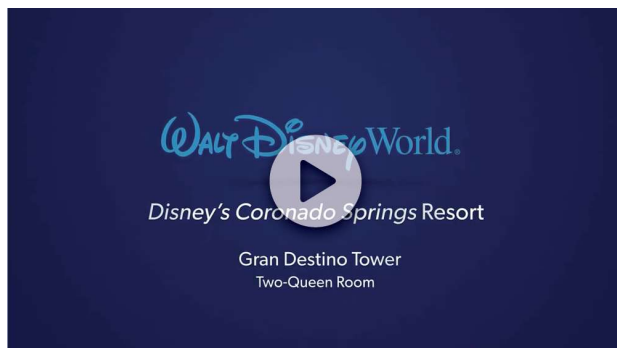 Walt Disney World.
Disney's Coronado Springs Resort
Gran Destino Tower
Two-Queen Room